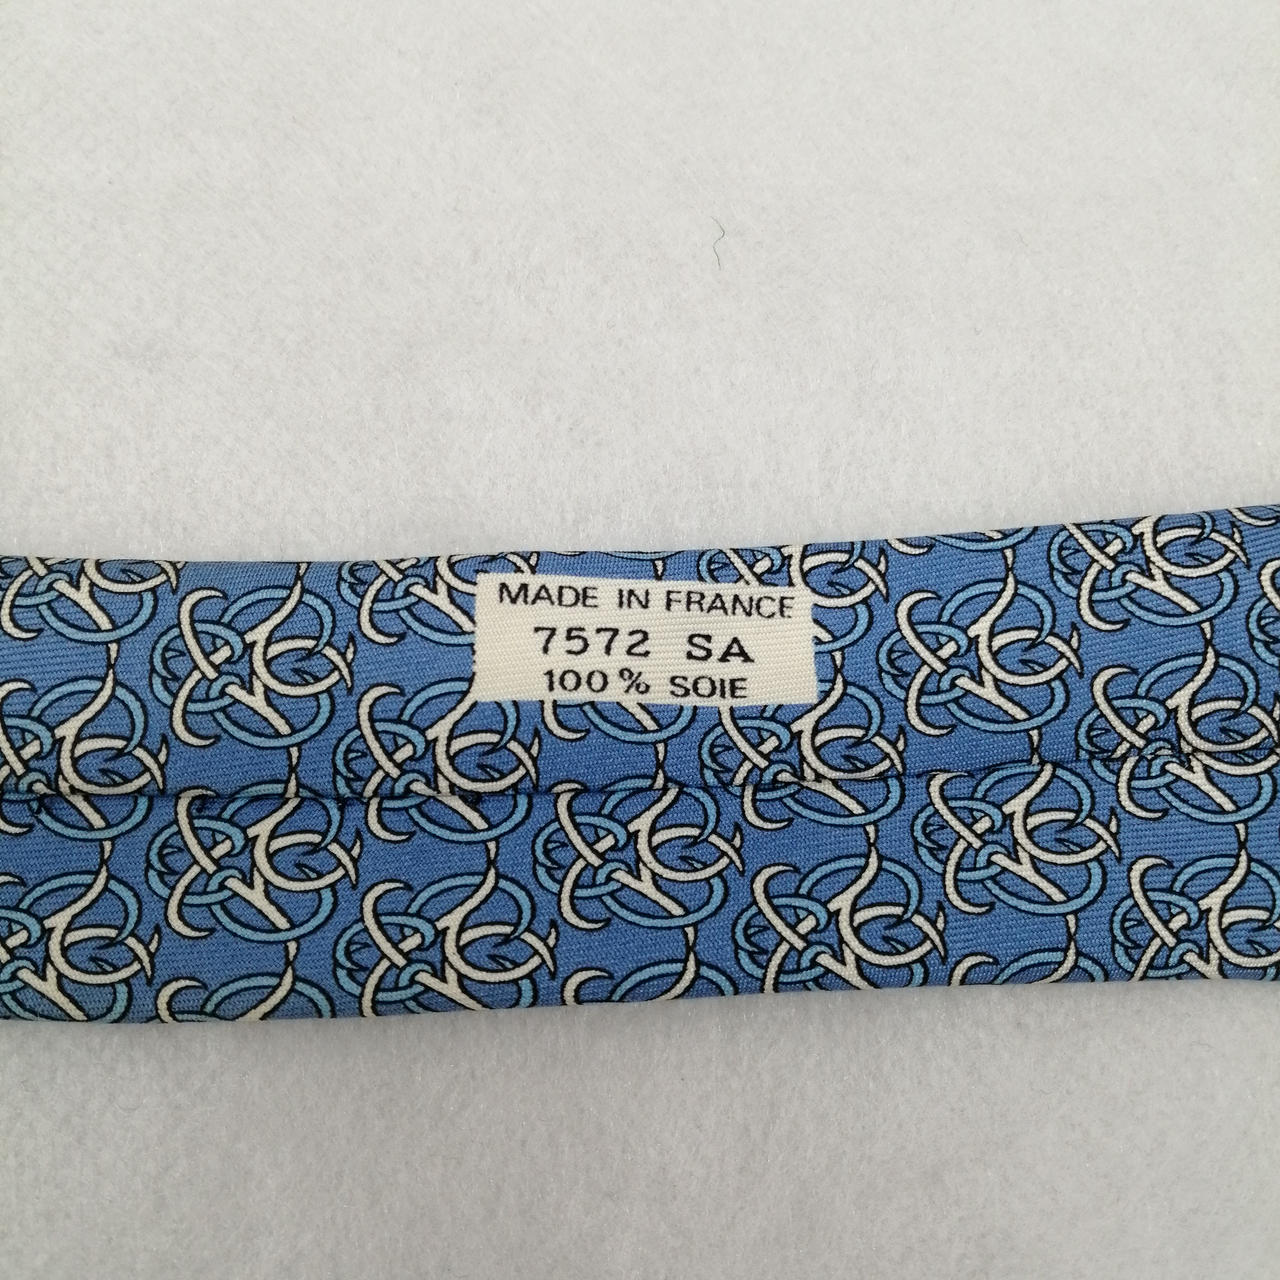 MADE IN FRANCE
7572 SA
100% SOIE